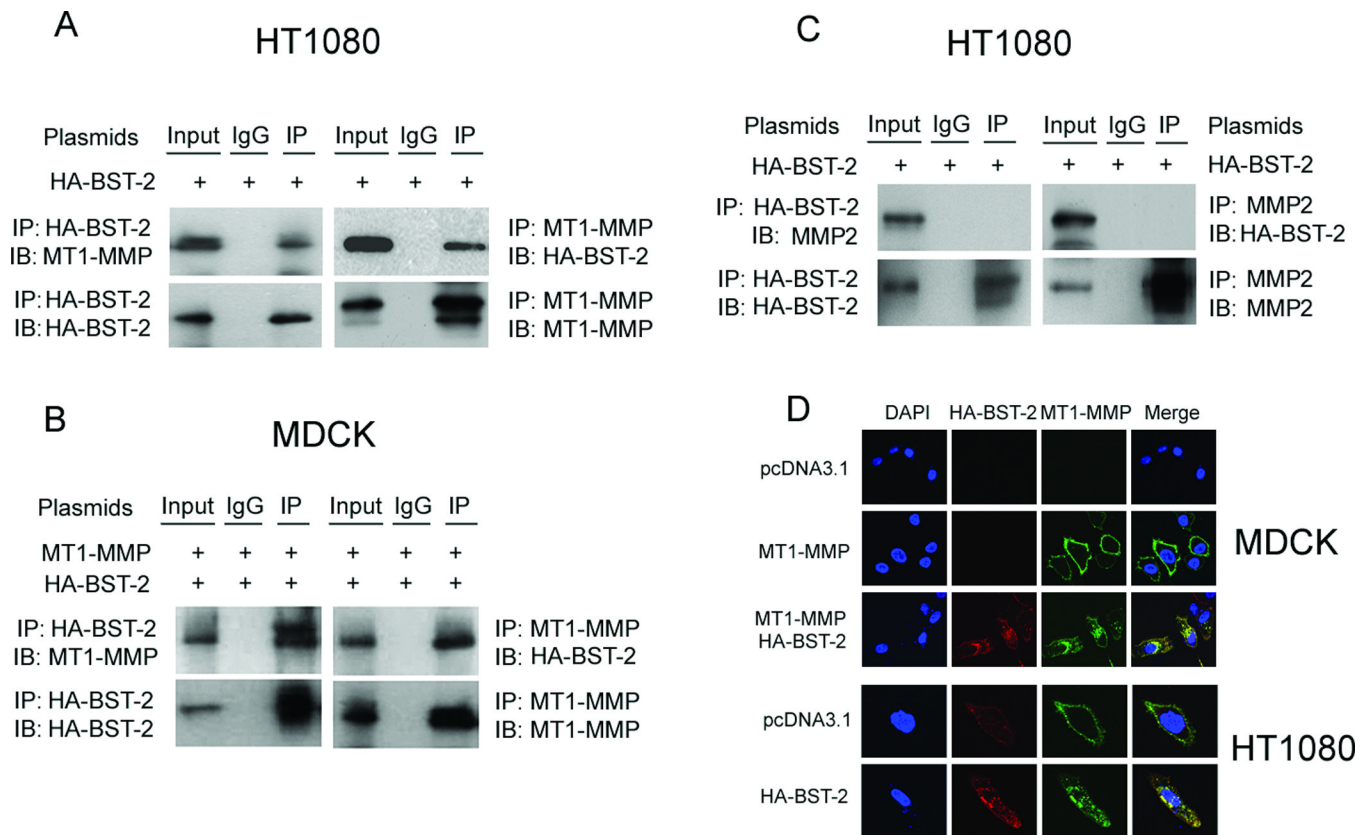 A
HT1080
Plasmids Input IgG IP Input IgG IP
HA-BST-2 + + + + + +
IP: HA-BST-2
IB: MT1-MMP
IP: MT1-MMP
IB: HA-BST-2
IP: HA-BST-2
IB: HA-BST-2
IP: MT1-MMP
IB: MT1-MMP
B
MDCK
Plasmids Input IgG IP Input IgG IP
MT1-MMP + + + + + +
HA-BST-2 + + + + + +
IP: HA-BST-2
IB: MT1-MMP
IP: MT1-MMP
IB: HA-BST-2
IP: HA-BST-2
IB: HA-BST-2
IP: MT1-MMP
IB: MT1-MMP
C
HT1080
Plasmids Input IgG IP Input IgG IP Plasmids
HA-BST-2 + + + + + + HA-BST-2
IP: HA-BST-2
IB: MMP2
IP: MMP2
IB: HA-BST-2
IP: HA-BST-2
IB: HA-BST-2
IP: MMP2
IB: MMP2
D
DAPI HA-BST-2 MT1-MMP Merge
pcDNA3.1
MT1-MMP
MT1-MMP
HA-BST-2
MDCK
pcDNA3.1
HA-BST-2
HT1080